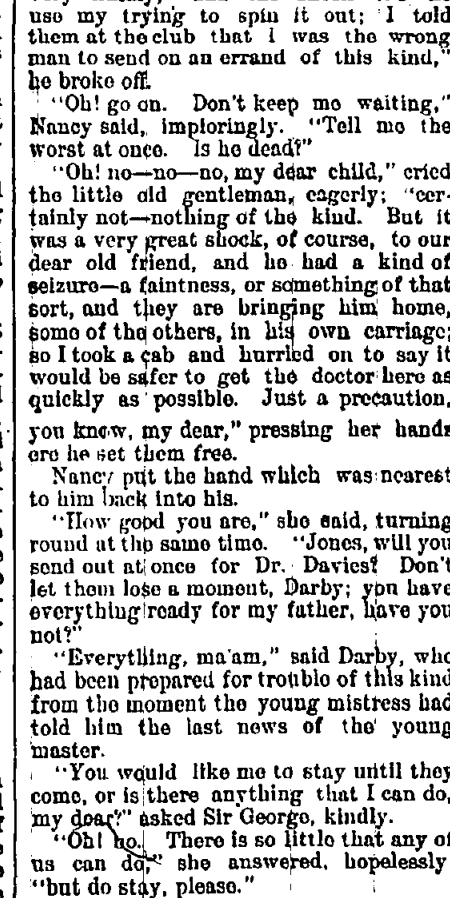 use my trying to spin it out; I told
them at the club that I was the wrong
man to send on an errand of this kind,"
he broke off.
"Oh! go on. Don't keep me waiting,"
Nancy said, imploringly. "Tell me the
worst at once. Is he dead?"
"Oh! no—no—no, my dear child," cried
the little old gentleman, eagerly; "cer-
tainly not—nothing of the kind. But it
was a very great shock, of course, to our
dear old friend, and he had a kind of
seizure—a faintness, or something of that
sort, and they are bringing him home,
some of the others, in his own carriage;
so I took a cab and hurried on to say it
would be safer to get the doctor here as
quickly as possible. Just a precaution,
you know, my dear," pressing her hands
ere he set them free.
Nancy put the hand which was nearest
to him back into his.
"How good you are," she said, turning
round at the same time. "Jones, will you
send out at once for Dr. Davies? Don't
let them lose a moment, Darby; you have
everything ready for my father, have you
not?"
"Everything, ma'am," said Darby, who
had been prepared for trouble of this kind
from the moment the young mistress had
told him the last news of the young
master.
"You would like me to stay until they
come, or is there anything that I can do,
my dear?" asked Sir George, kindly.
"Oh! no. There is so little that any of
us can do," she answered, hopelessly
"but do stay, please."